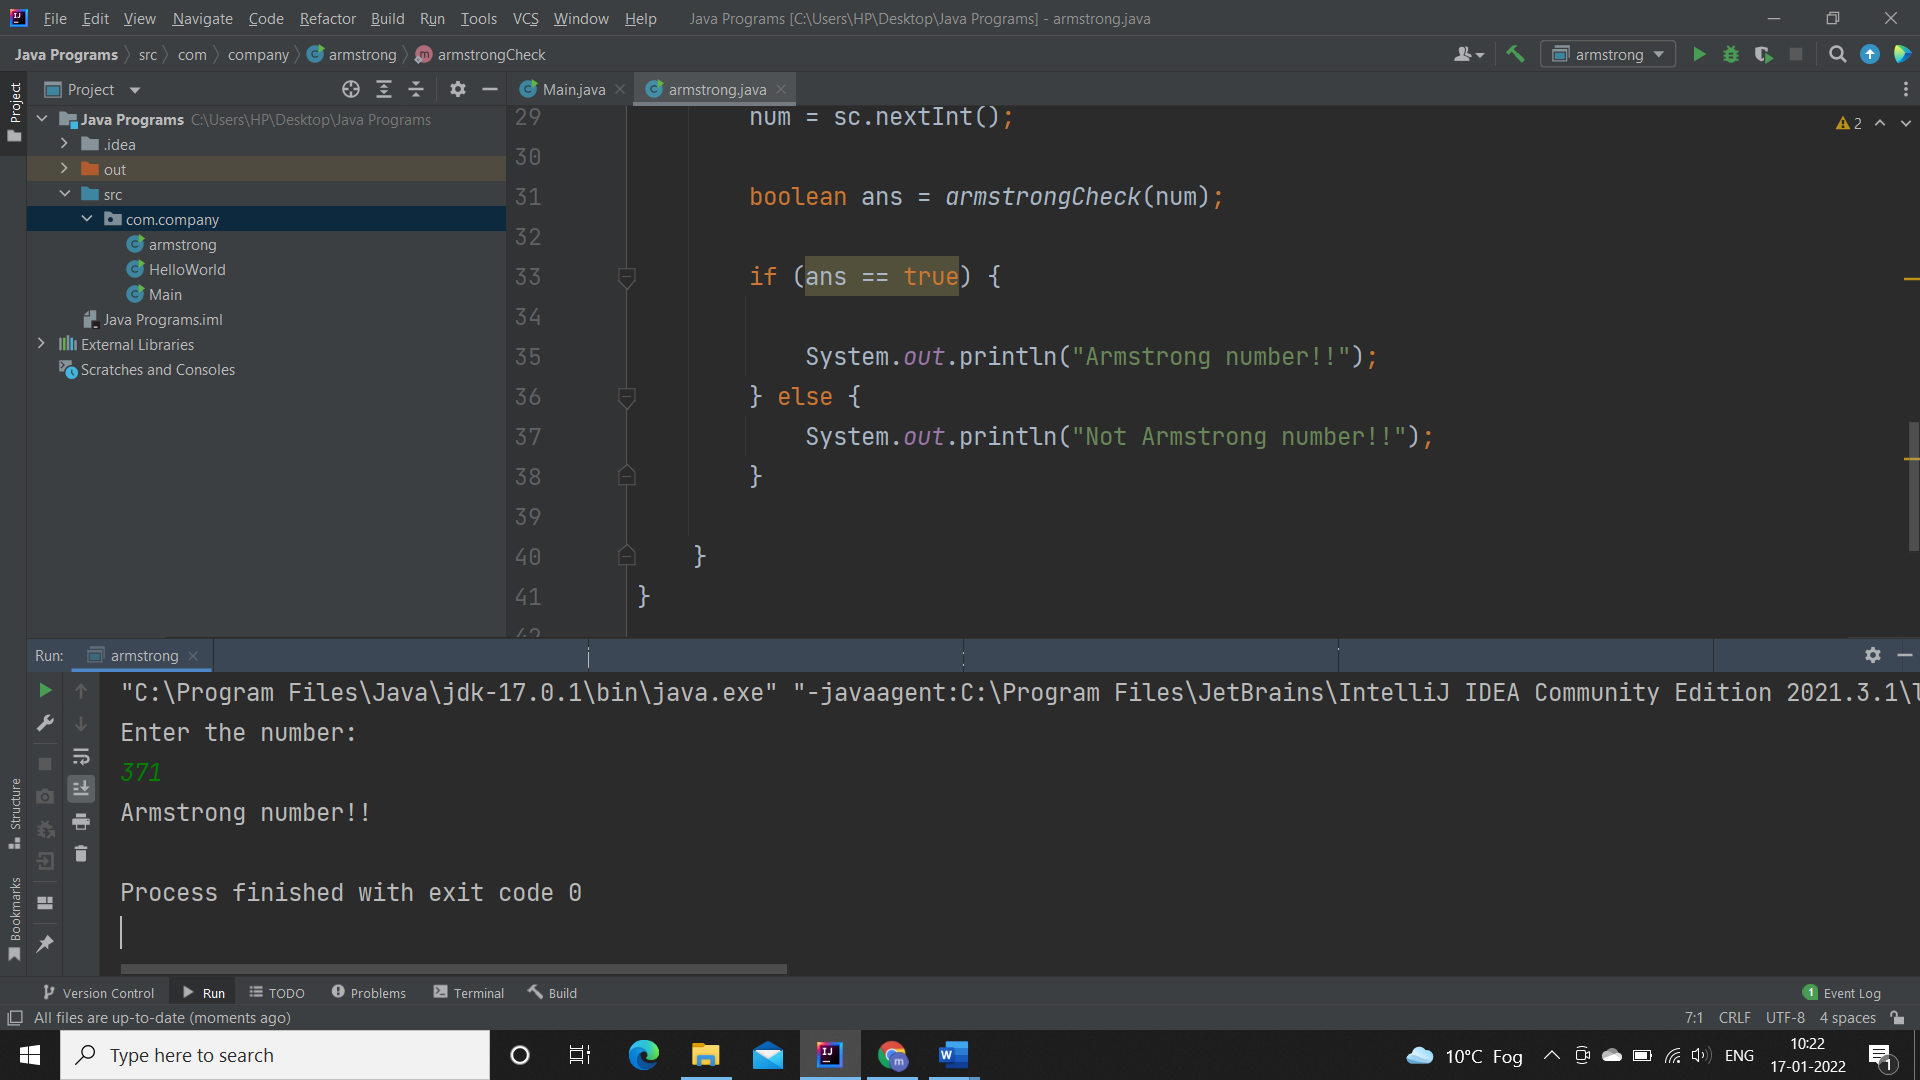 File Edit View Navigate Code Refactor Build Run Tools VCS Window Help Java Programs [C:\Users\HP\Desktop\Java Programs] - armstrong.java
Java Programs src com company armstrong armstrongCheck armstrong
Project
Project
Java Programs C:\Users\HP\Desktop\Java Programs
.idea
out
src
com.company
armstrong
HelloWorld
Main
Java Programs.iml
External Libraries
Scratches and Consoles
Main.java armstrong.java
2
29 num = sc.nextInt();
30
31 boolean ans = armstrongCheck(num);
32
33 if (ans == true) {
34
35 System.out.println("Armstrong number!!");
36 } else {
37 System.out.println("Not Armstrong number!!");
38 }
39
40 }
41 }
42
Run: armstrong
"C:\Program Files\Java\jdk-17.0.1\bin\java.exe" "-javaagent:C:\Program Files\JetBrains\IntelliJ IDEA Community Edition 2021.3.1\
Enter the number:
371
Armstrong number!!
Process finished with exit code 0
Structure
Bookmarks
Version Control Run TODO Problems Terminal Build 1 Event Log
All files are up-to-date (moments ago) 7:1 CRLF UTF-8 4 spaces
Type here to search
10°C Fog ENG
10:22
17-01-2022
1